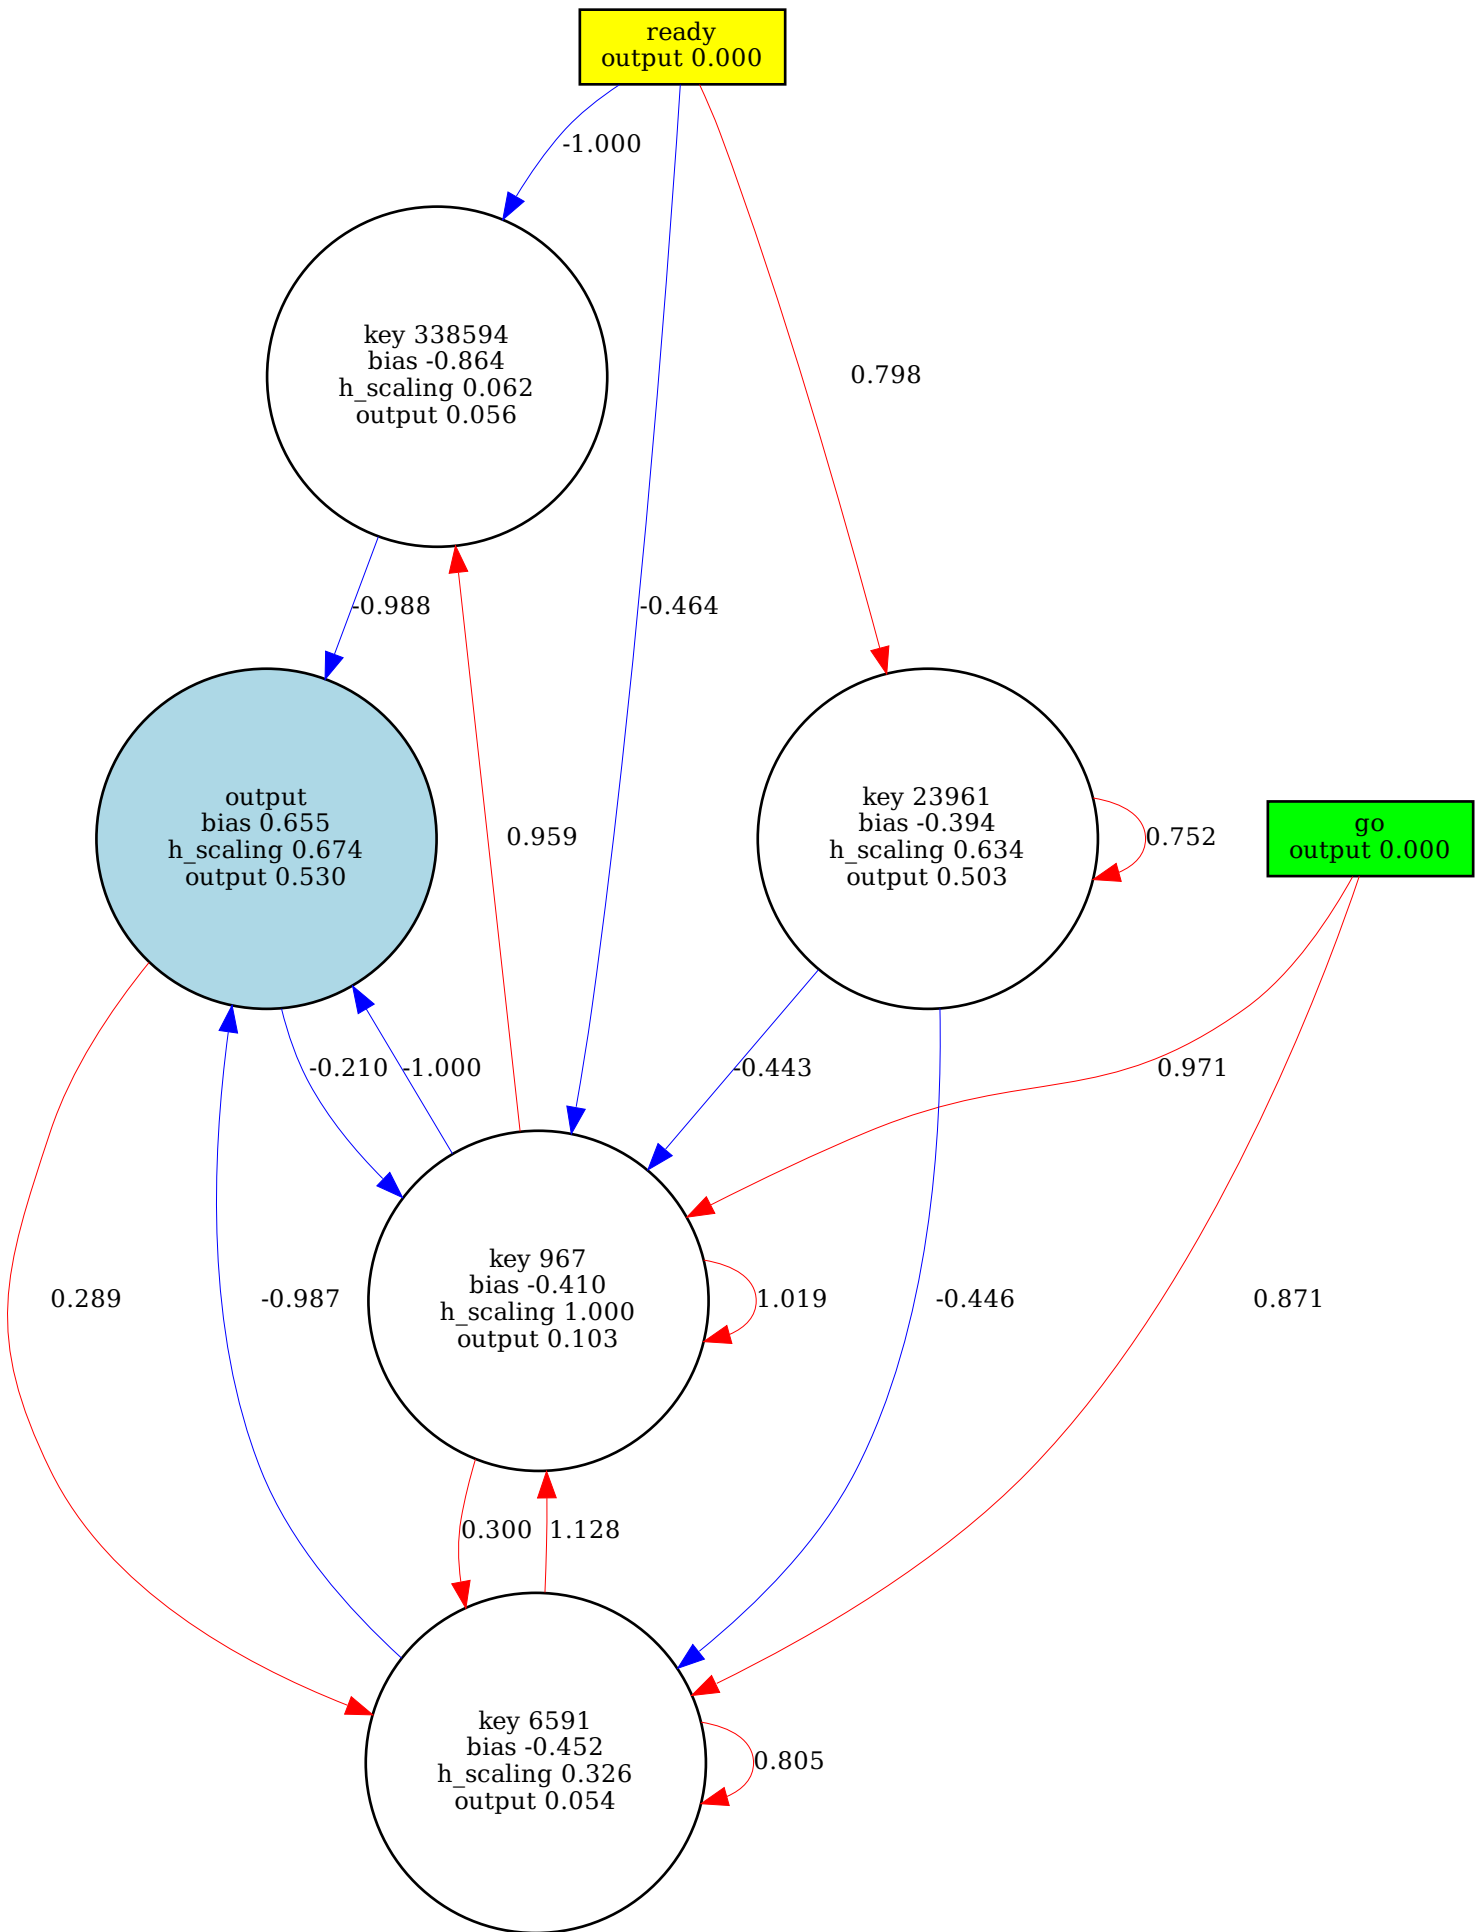 ready
output 0.000
-1.000
key 338594
bias -0.864
h_scaling 0.062
output 0.056
0.798
-0.988
-0.464
output
bias 0.655
h_scaling 0.674
output 0.530
0.959
key 23961
bias -0.394
h_scaling 0.634
output 0.503
0.752
go
output 0.000
-0.210
-1.000
-0.443
0.971
0.289
-0.987
key 967
bias -0.410
h_scaling 1.000
output 0.103
1.019
-0.446
0.871
0.300
1.128
key 6591
bias -0.452
h_scaling 0.326
output 0.054
0.805